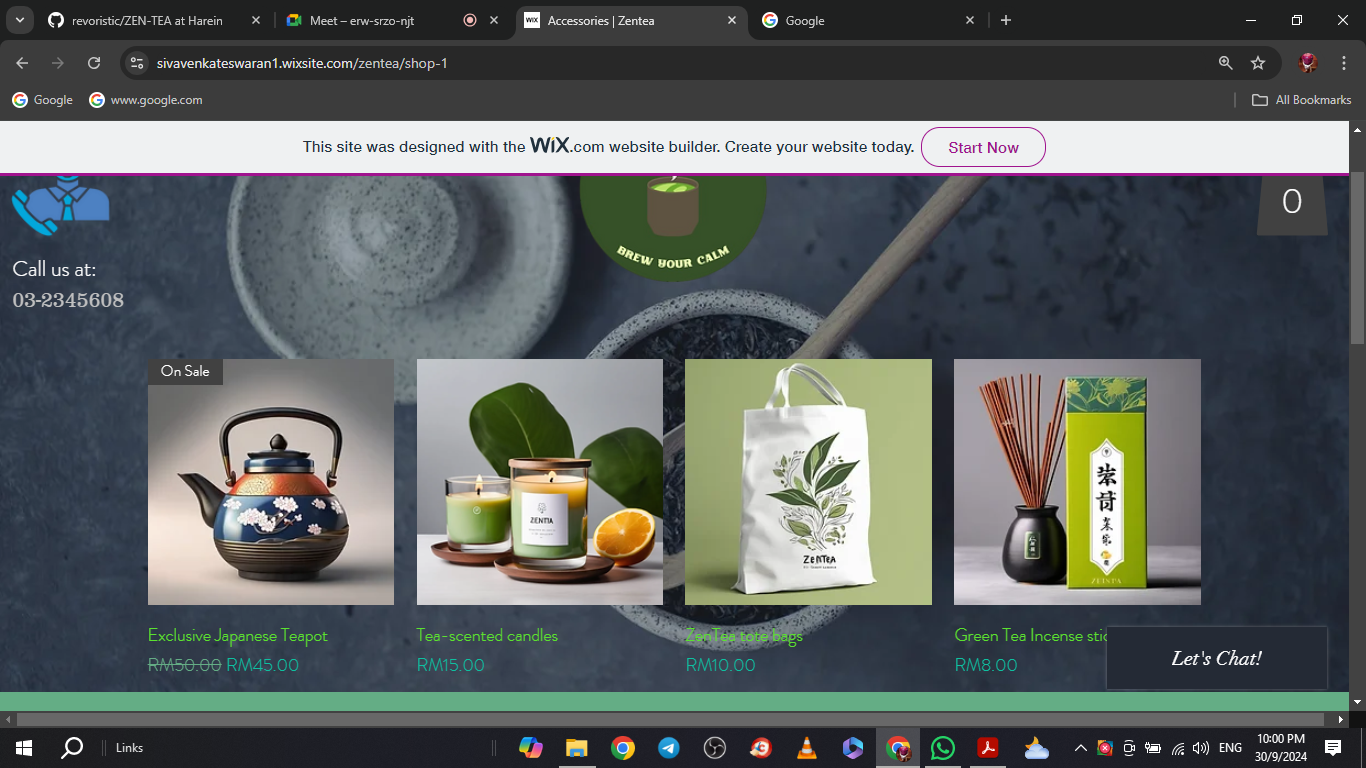 revoristic/ZEN-TEA at Harein
Meet – erw-srzo-njt
WiX
Accessories | Zentea
Google
sivavenkateswaran1.wixsite.com/zentea/shop-1
Google
www.google.com
All Bookmarks
This site was designed with the WiX.com website builder. Create your website today.
Start Now
0
BREW YOUR CALM
Call us at:
03-2345608
On Sale
ZENTEA
Exclusive Japanese Teapot
RM50.00 RM45.00
Tea-scented candles
RM15.00
ZenTea tote bags
RM10.00
Green Tea Incense stic
RM8.00
Let's Chat!
Links
ENG
10:00 PM
30/9/2024